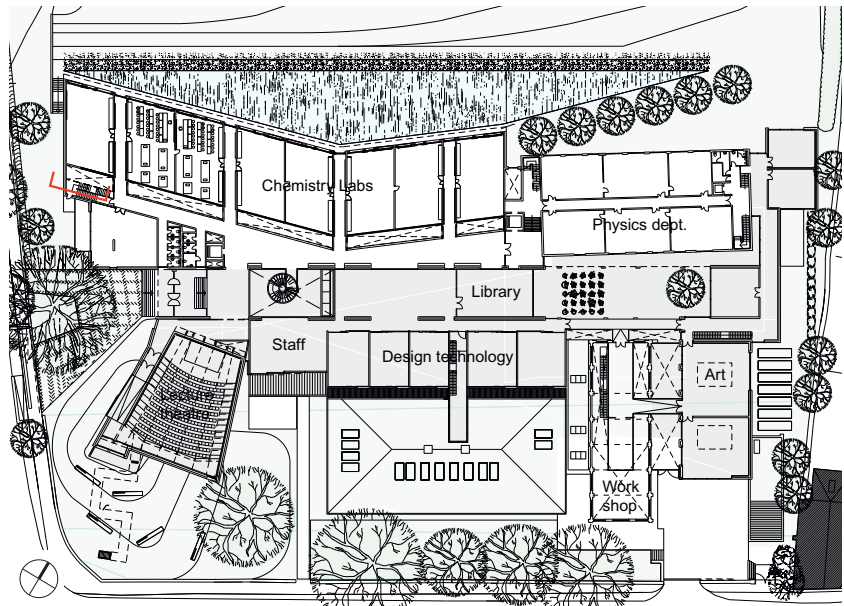 Chemistry Labs
Physics dept.
Library
Staff
Design technology
Lecture
theatre
Art
Work
shop